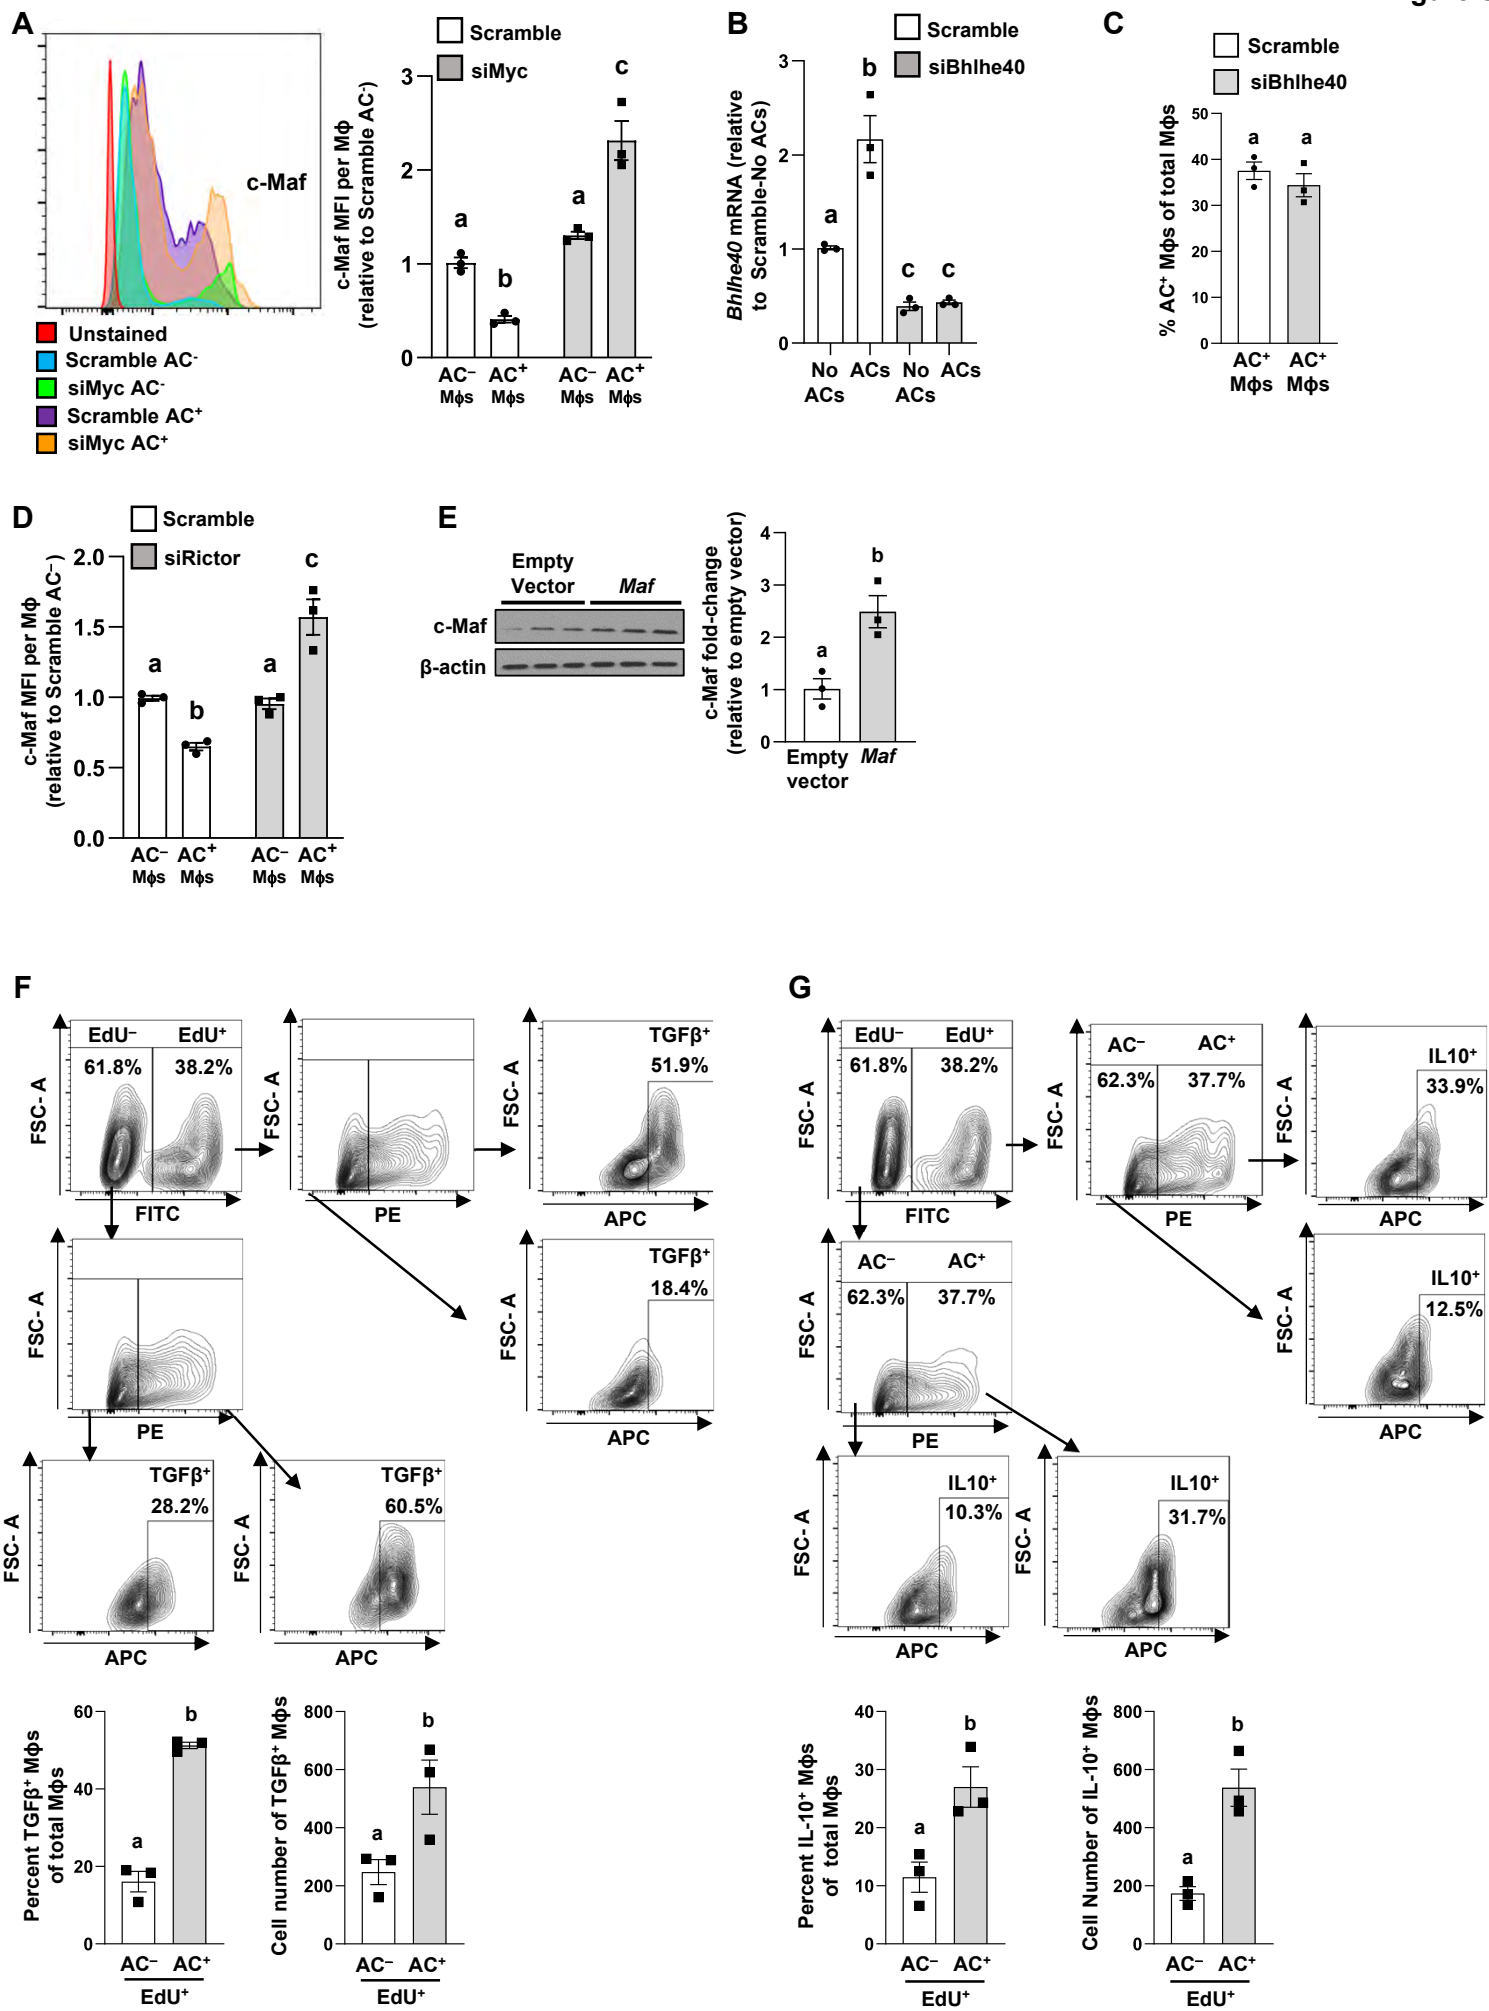 A
c-Maf
Unstained
Scramble AC⁻
siMyc AC⁻
Scramble AC⁺
siMyc AC⁺
Scramble
siMyc
c-Maf MFI per Mϕ
(relative to Scramble AC⁻)
3
2
1
0
a
b
a
c
AC⁻ AC⁺ AC⁻ AC⁺
Mϕs Mϕs Mϕs Mϕs
B
Scramble
siBhlhe40
Bhlhe40 mRNA (relative
to Scramble-No ACs)
3
2
1
0
a
b
c
c
No ACs No ACs
ACs ACs
C
Scramble
siBhlhe40
% AC⁺ Mϕs of total Mϕs
50
40
30
20
10
0
a
a
AC⁺ AC⁺
Mϕs Mϕs
D
Scramble
siRictor
c-Maf MFI per Mϕ
(relative to Scramble AC⁻)
2.0
1.5
1.0
0.5
0.0
a
b
a
c
AC⁻ AC⁺ AC⁻ AC⁺
Mϕs Mϕs Mϕs Mϕs
E
Empty
Vector
Maf
c-Maf
β-actin
c-Maf fold-change
(relative to empty vector)
4
3
2
1
0
a
b
Empty Maf
vector
F
EdU⁻ EdU⁺
61.8% 38.2%
FSC- A
FITC
FSC- A
PE
TGFβ⁺
51.9%
FSC- A
APC
TGFβ⁺
18.4%
FSC- A
APC
FSC- A
PE
TGFβ⁺
28.2%
FSC- A
APC
TGFβ⁺
60.5%
FSC- A
APC
Percent TGFβ⁺ Mϕs
of total Mϕs
60
40
20
0
a
b
AC⁻ AC⁺
EdU⁺
Cell number of TGFβ⁺ Mϕs
800
600
400
200
0
a
b
AC⁻ AC⁺
EdU⁺
G
EdU⁻ EdU⁺
61.8% 38.2%
FSC- A
FITC
AC⁻ AC⁺
62.3% 37.7%
FSC- A
PE
IL10⁺
33.9%
FSC- A
APC
IL10⁺
12.5%
FSC- A
APC
AC⁻ AC⁺
62.3% 37.7%
FSC- A
PE
IL10⁺
10.3%
FSC- A
APC
IL10⁺
31.7%
FSC- A
APC
Percent IL-10⁺ Mϕs
of total Mϕs
40
30
20
10
0
a
b
AC⁻ AC⁺
EdU⁺
Cell Number of IL-10⁺ Mϕs
800
600
400
200
0
a
b
AC⁻ AC⁺
EdU⁺